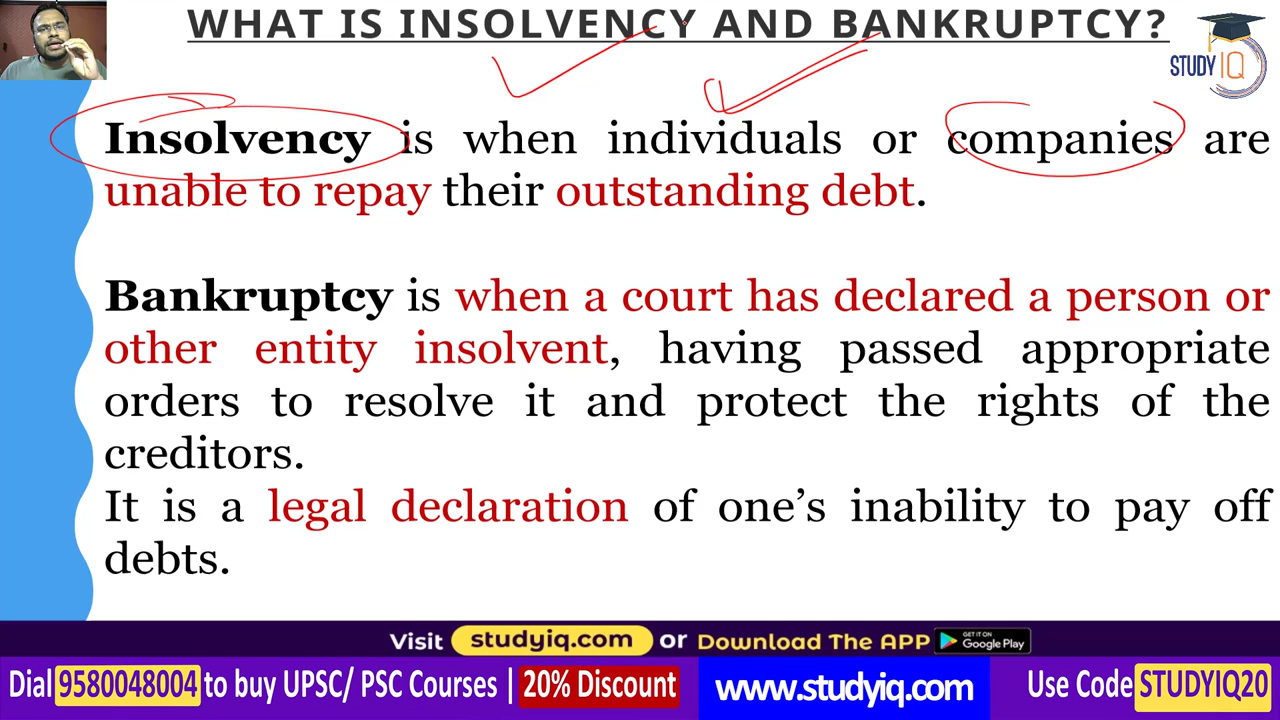 WHAT IS INSOLVENCY AND BANKRUPTCY?
STUDY IQ
Insolvency is when individuals or companies are
unable to repay their outstanding debt.
Bankruptcy is when a court has declared a person or
other entity insolvent, having passed appropriate
orders to resolve it and protect the rights of the
creditors.
It is a legal declaration of one's inability to pay off
debts.
Visit studyiq.com or Download The APP GET IT ON Google Play
Dial 9580048004 to buy UPSC/ PSC Courses | 20% Discount www.studyiq.com Use Code STUDYIQ20